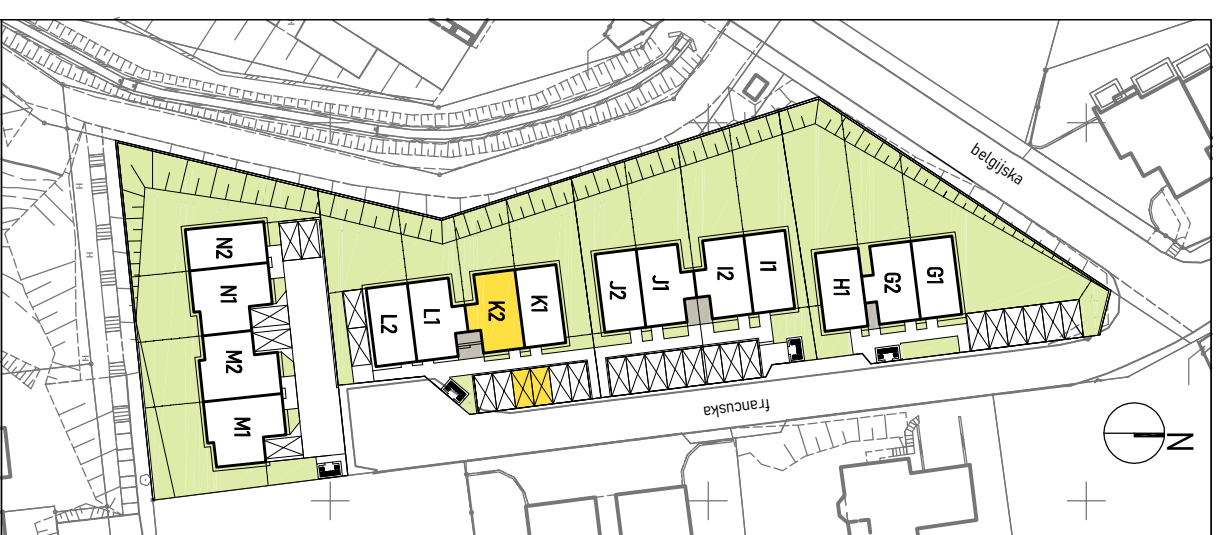 belgijska
N2
N1
M2
M1
L2
L1
K2
K1
J2
J1
I2
I1
H1
G2
G1
francuska
N